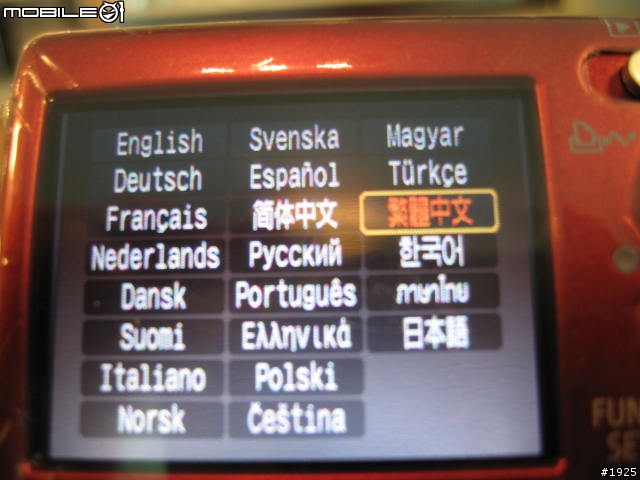 MOBILE01
English Svenska Magyar
Deutsch Español Türkçe
Français 简体中文 繁體中文
Nederlands Русский 한국어
Dansk Português ภาษาไทย
Suomi Ελληνικά 日本語
Italiano Polski
Norsk Čeština
FUN
SE
#1925